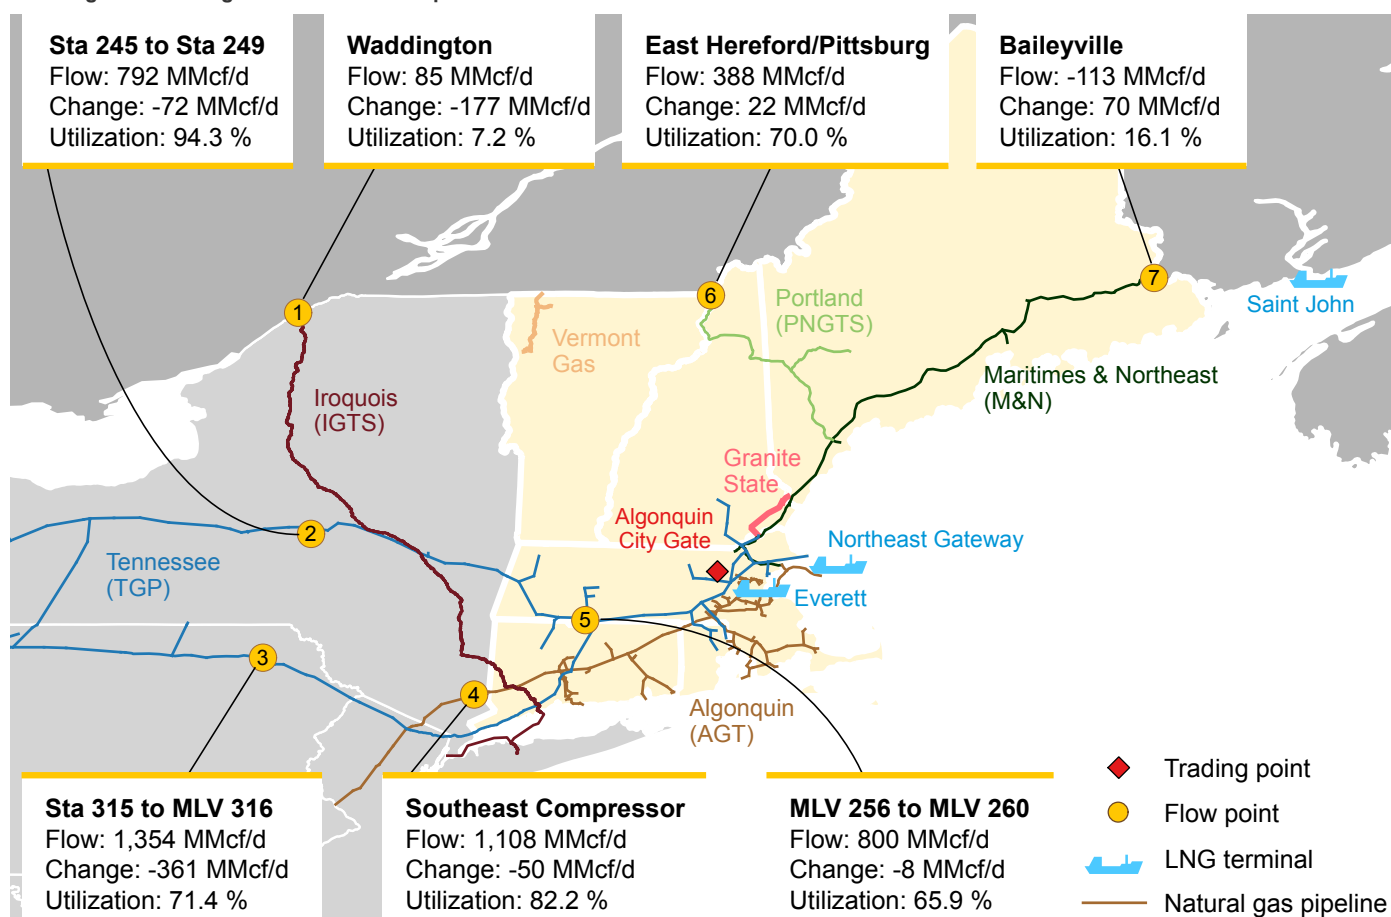 Sta 245 to Sta 249
Flow: 792 MMcf/d
Change: -72 MMcf/d
Utilization: 94.3 %
Waddington
Flow: 85 MMcf/d
Change: -177 MMcf/d
Utilization: 7.2 %
East Hereford/Pittsburg
Flow: 388 MMcf/d
Change: 22 MMcf/d
Utilization: 70.0 %
Baileyville
Flow: -113 MMcf/d
Change: 70 MMcf/d
Utilization: 16.1 %
1
6
7
Portland
(PNGTS)
Saint John
Vermont
Gas
Iroquois
(IGTS)
Maritimes & Northeast
(M&N)
Granite
State
Algonquin
City Gate
2
Northeast Gateway
Tennessee
(TGP)
Everett
5
3
4
Algonquin
(AGT)
Sta 315 to MLV 316
Flow: 1,354 MMcf/d
Change: -361 MMcf/d
Utilization: 71.4 %
Southeast Compressor
Flow: 1,108 MMcf/d
Change: -50 MMcf/d
Utilization: 82.2 %
MLV 256 to MLV 260
Flow: 800 MMcf/d
Change: -8 MMcf/d
Utilization: 65.9 %
Trading point
Flow point
LNG terminal
Natural gas pipeline